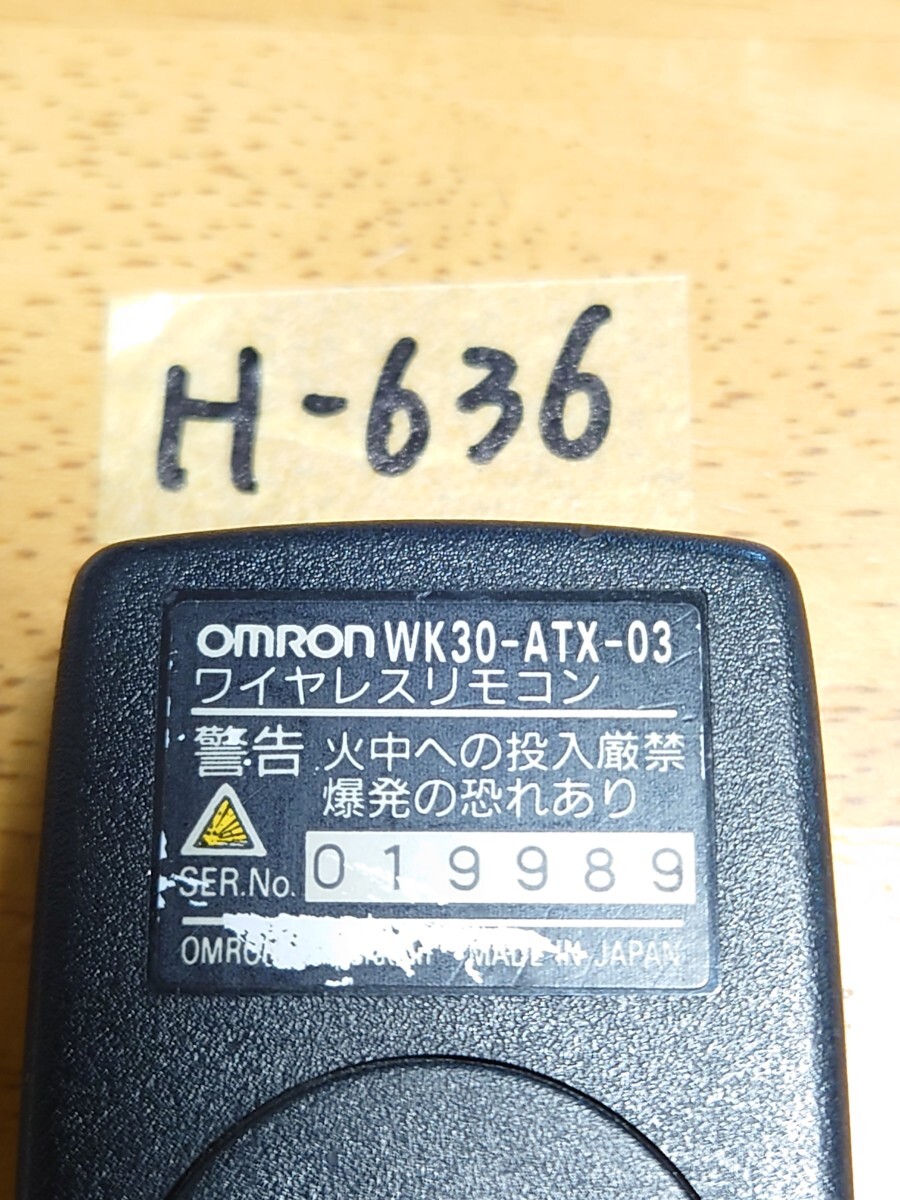 H-636
OMRON WK30-ATX-03
ワイヤレスリモコン
警告 火中への投入厳禁
爆発の恐れあり
SER.No. 019989
OMRON MADE IN JAPAN